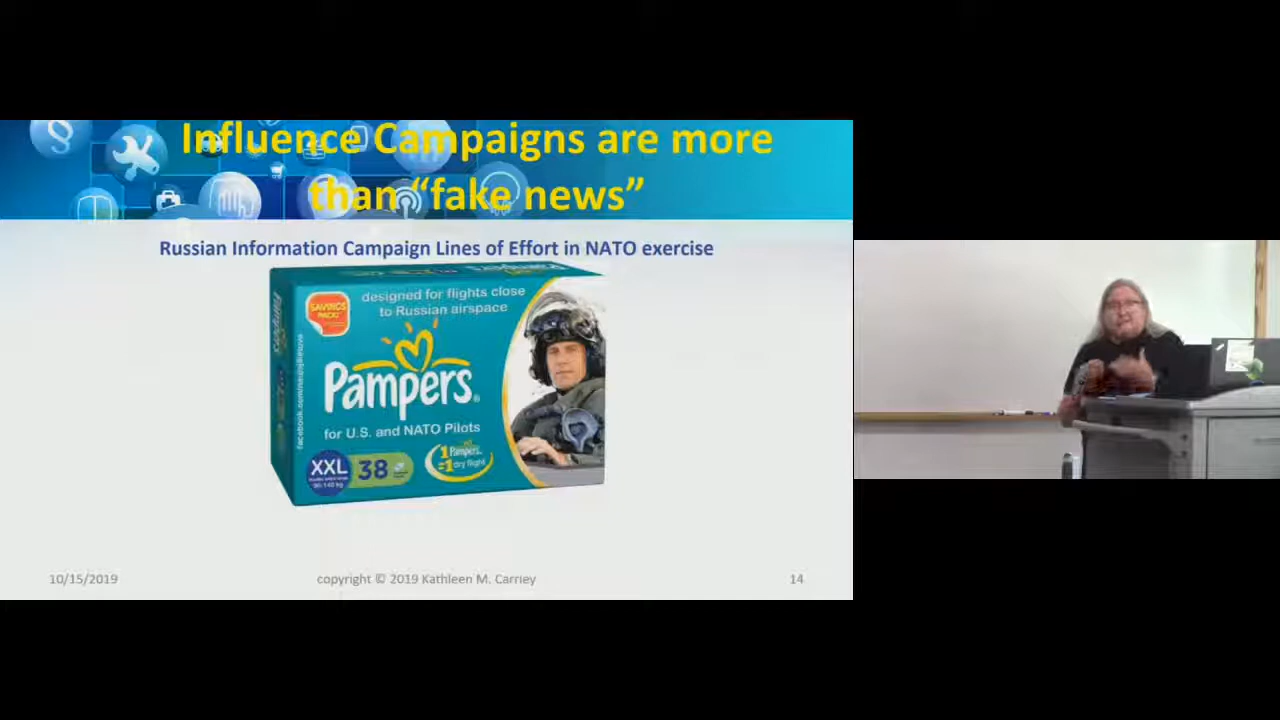 Influence Campaigns are more
than “fake news”
Russian Information Campaign Lines of Effort in NATO exercise
SAVINGS
PACK!
designed for flights close
to Russian airspace
Pampers
for U.S. and NATO Pilots
XXL
38
1 Pampers
=1 dry flight
10/15/2019
copyright © 2019 Kathleen M. Carrley
14